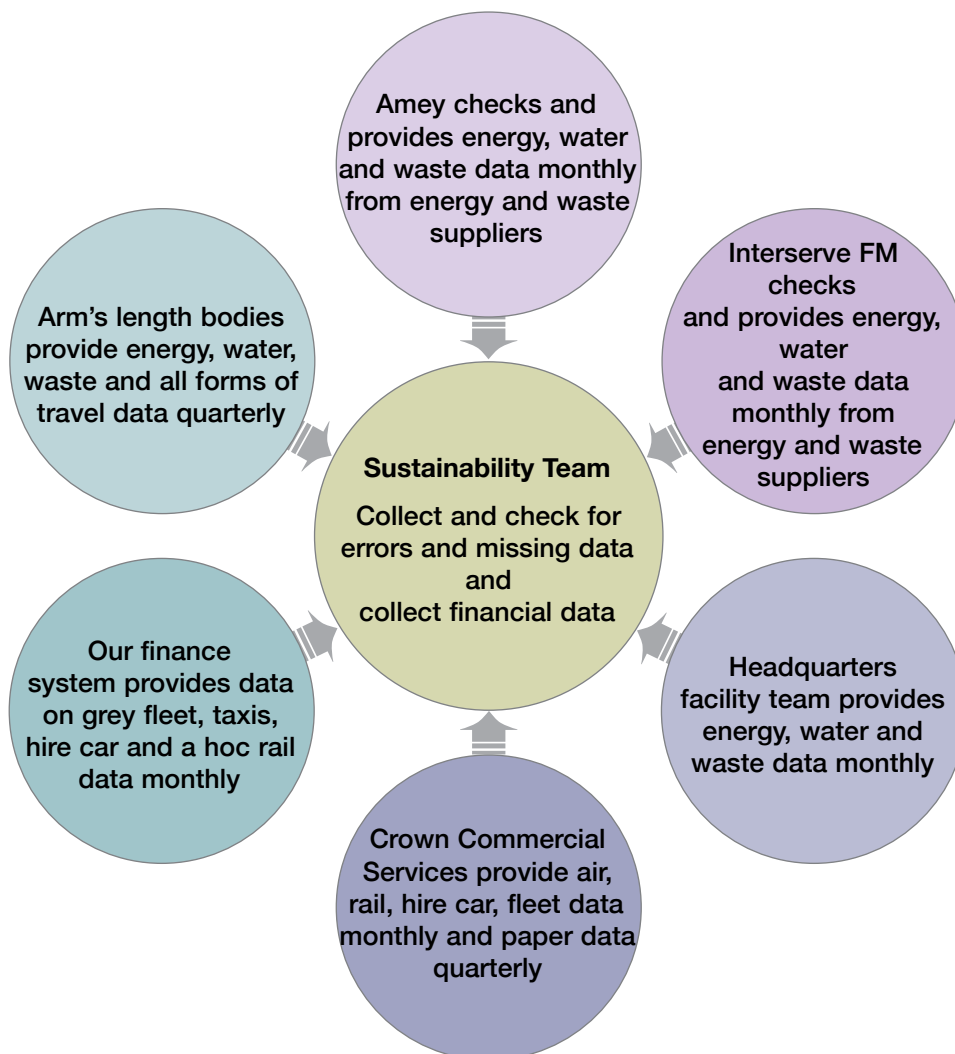 Amey checks and
provides energy, water
and waste data monthly
from energy and waste
suppliers
Interserve FM
checks
and provides energy,
water
and waste data
monthly from
energy and waste
suppliers
Arm's length bodies
provide energy, water,
waste and all forms of
travel data quarterly
Sustainability Team
Collect and check for
errors and missing data
and
collect financial data
Our finance
system provides data
on grey fleet, taxis,
hire car and a hoc rail
data monthly
Headquarters
facility team provides
energy, water and
waste data monthly
Crown Commercial
Services provide air,
rail, hire car, fleet data
monthly and paper data
quarterly